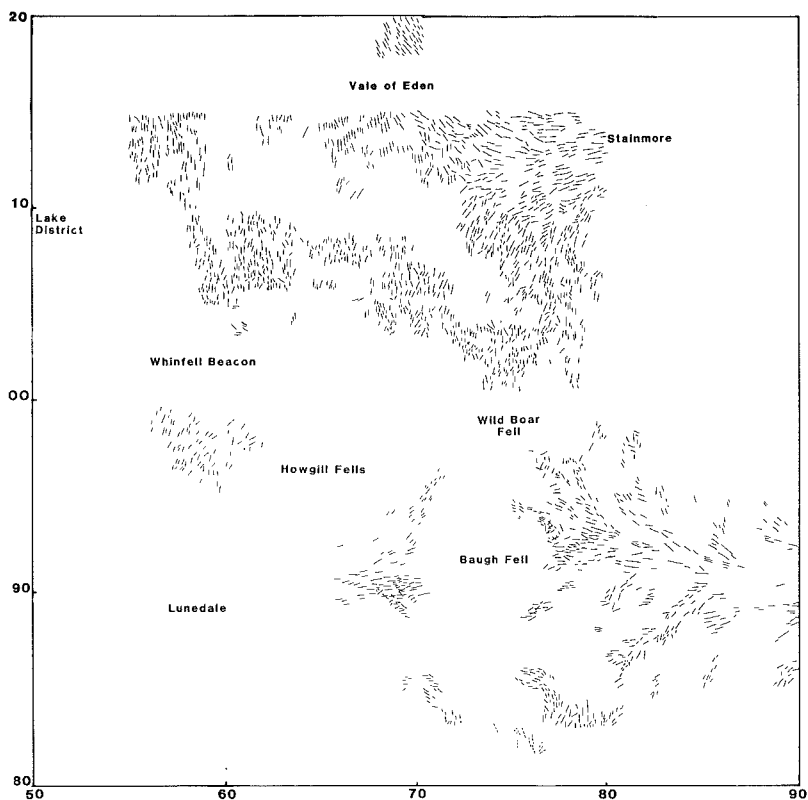 20
Vale of Eden
Stainmore
10
Lake
District
Whinfell Beacon
00
Wild Boar
Fell
Howgill Fells
Baugh Fell
90
Lunedale
80
50 60 70 80 90